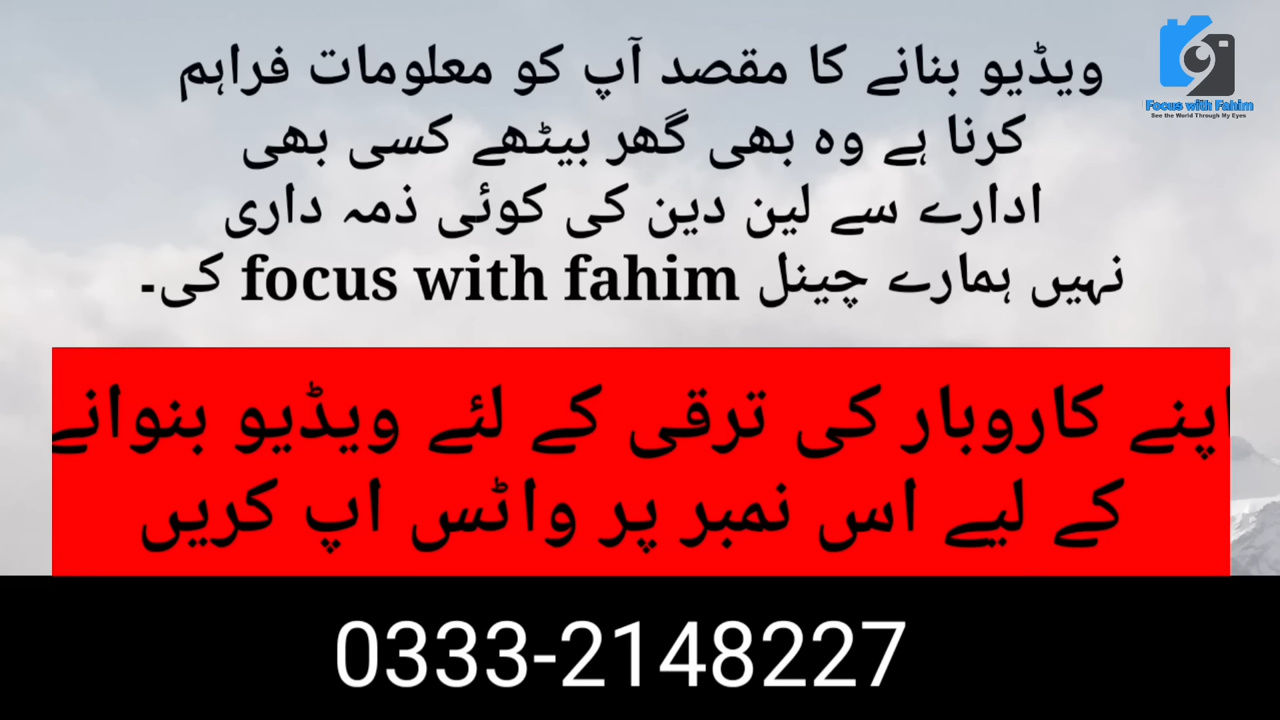 ویڈیو بنانے کا مقصد آپ کو معلومات فراہم
کرنا ہے وہ بھی گھر بیٹھے کسی بھی
ادارے سے لین دین کی کوئی ذمہ داری
نہیں ہمارے چینل focus with fahim کی۔
Focus with Fahim
See the World Through My Eyes
اپنے کاروبار کی ترقی کے لئے ویڈیو بنوانے
کے لیے اس نمبر پر واٹس اپ کریں
0333-2148227